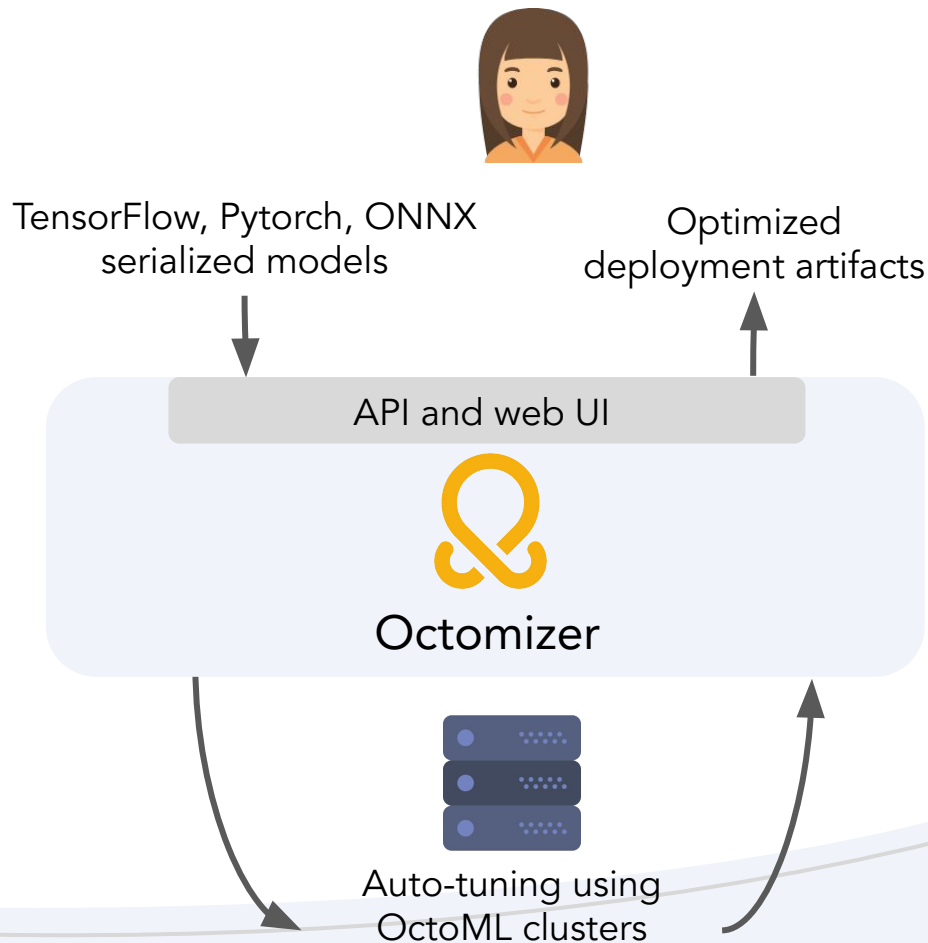 TensorFlow, Pytorch, ONNX
serialized models
Optimized
deployment artifacts
API and web UI
Octomizer
Auto-tuning using
OctoML clusters